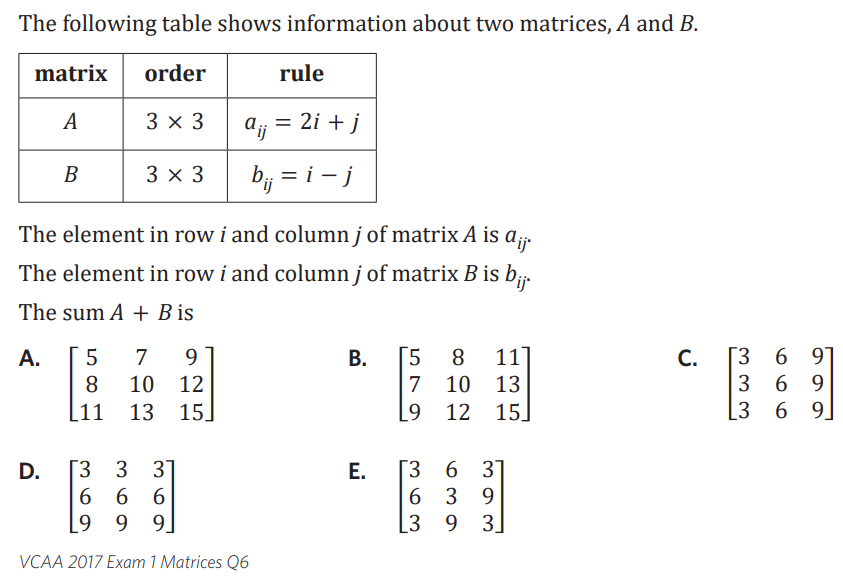 The following table shows information about two matrices, A and B.
matrix order rule
A 3 × 3 aᵢⱼ = 2i + j
B 3 × 3 bᵢⱼ = i − j
The element in row i and column j of matrix A is aᵢⱼ.
The element in row i and column j of matrix B is bᵢⱼ.
The sum A + B is
A. [5 7 9
8 10 12
11 13 15]
B. [5 8 11
7 10 13
9 12 15]
C. [3 6 9
3 6 9
3 6 9]
D. [3 3 3
6 6 6
9 9 9]
E. [3 6 3
6 3 9
3 9 3]
VCAA 2017 Exam 1 Matrices Q6